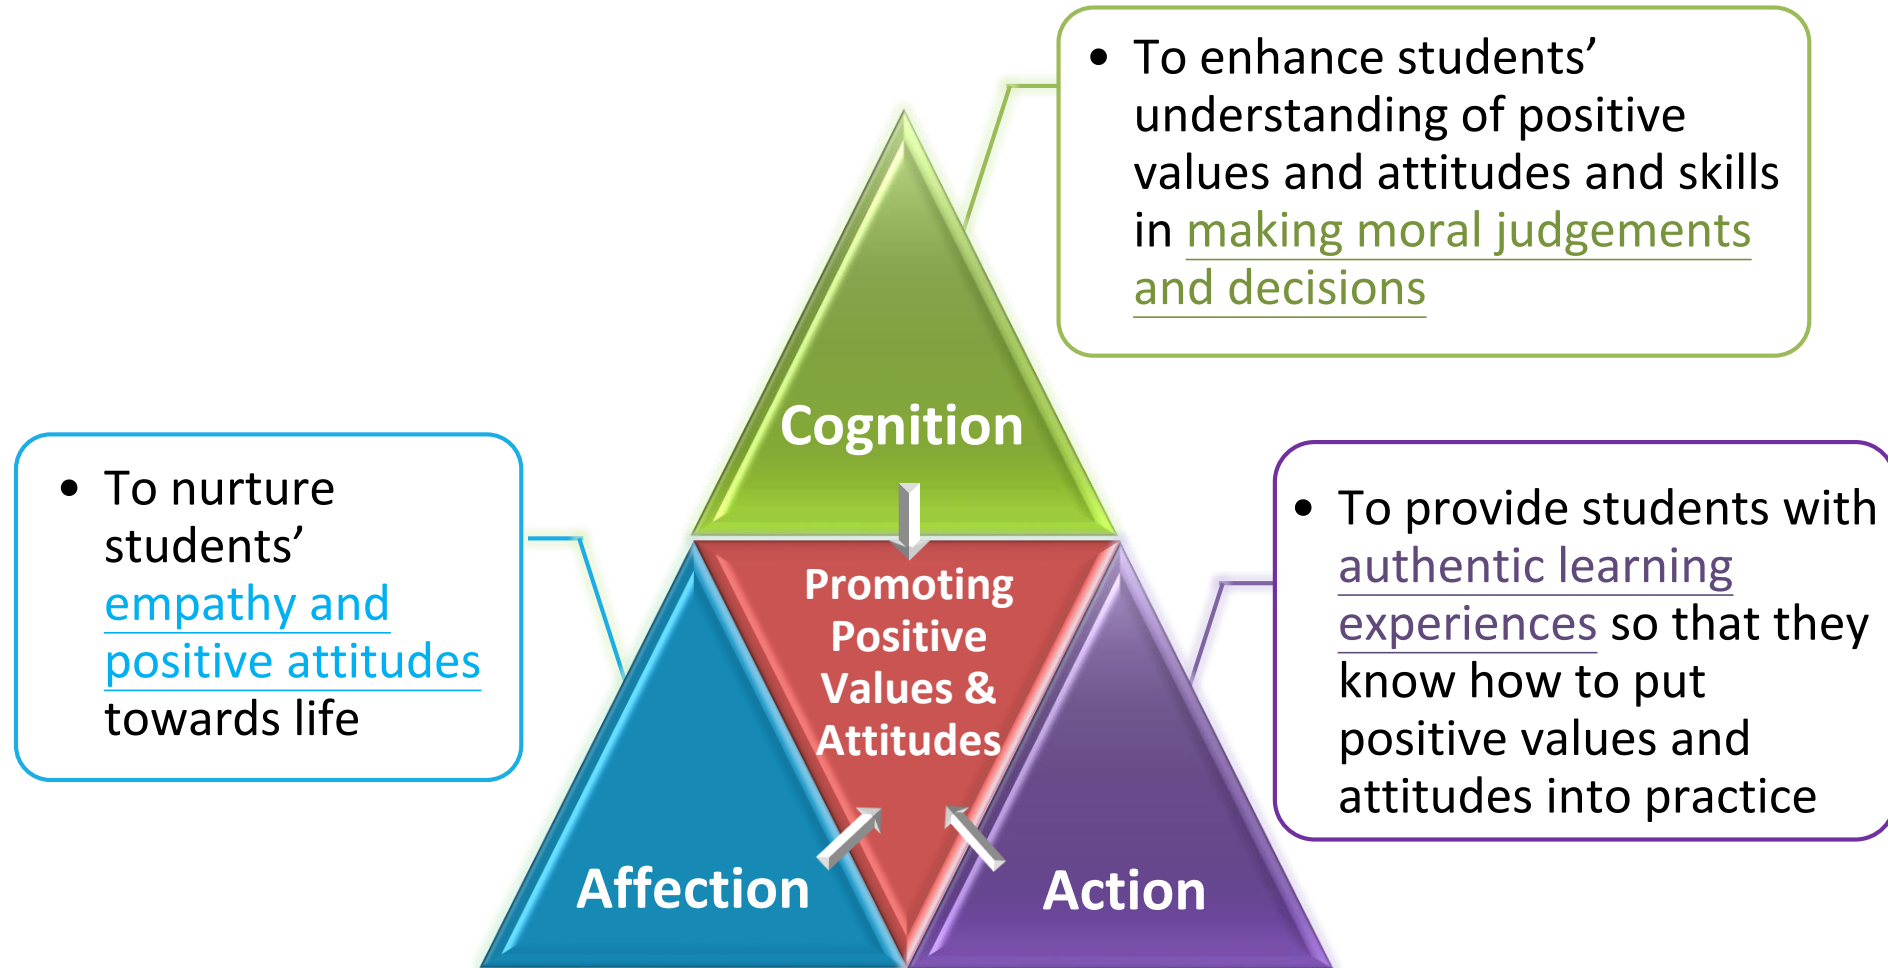 • To enhance students’
understanding of positive
values and attitudes and skills
in making moral judgements
and decisions
Cognition
• To nurture
students’
empathy and
positive attitudes
towards life
Promoting
Positive
Values &
Attitudes
• To provide students with
authentic learning
experiences so that they
know how to put
positive values and
attitudes into practice
Affection
Action